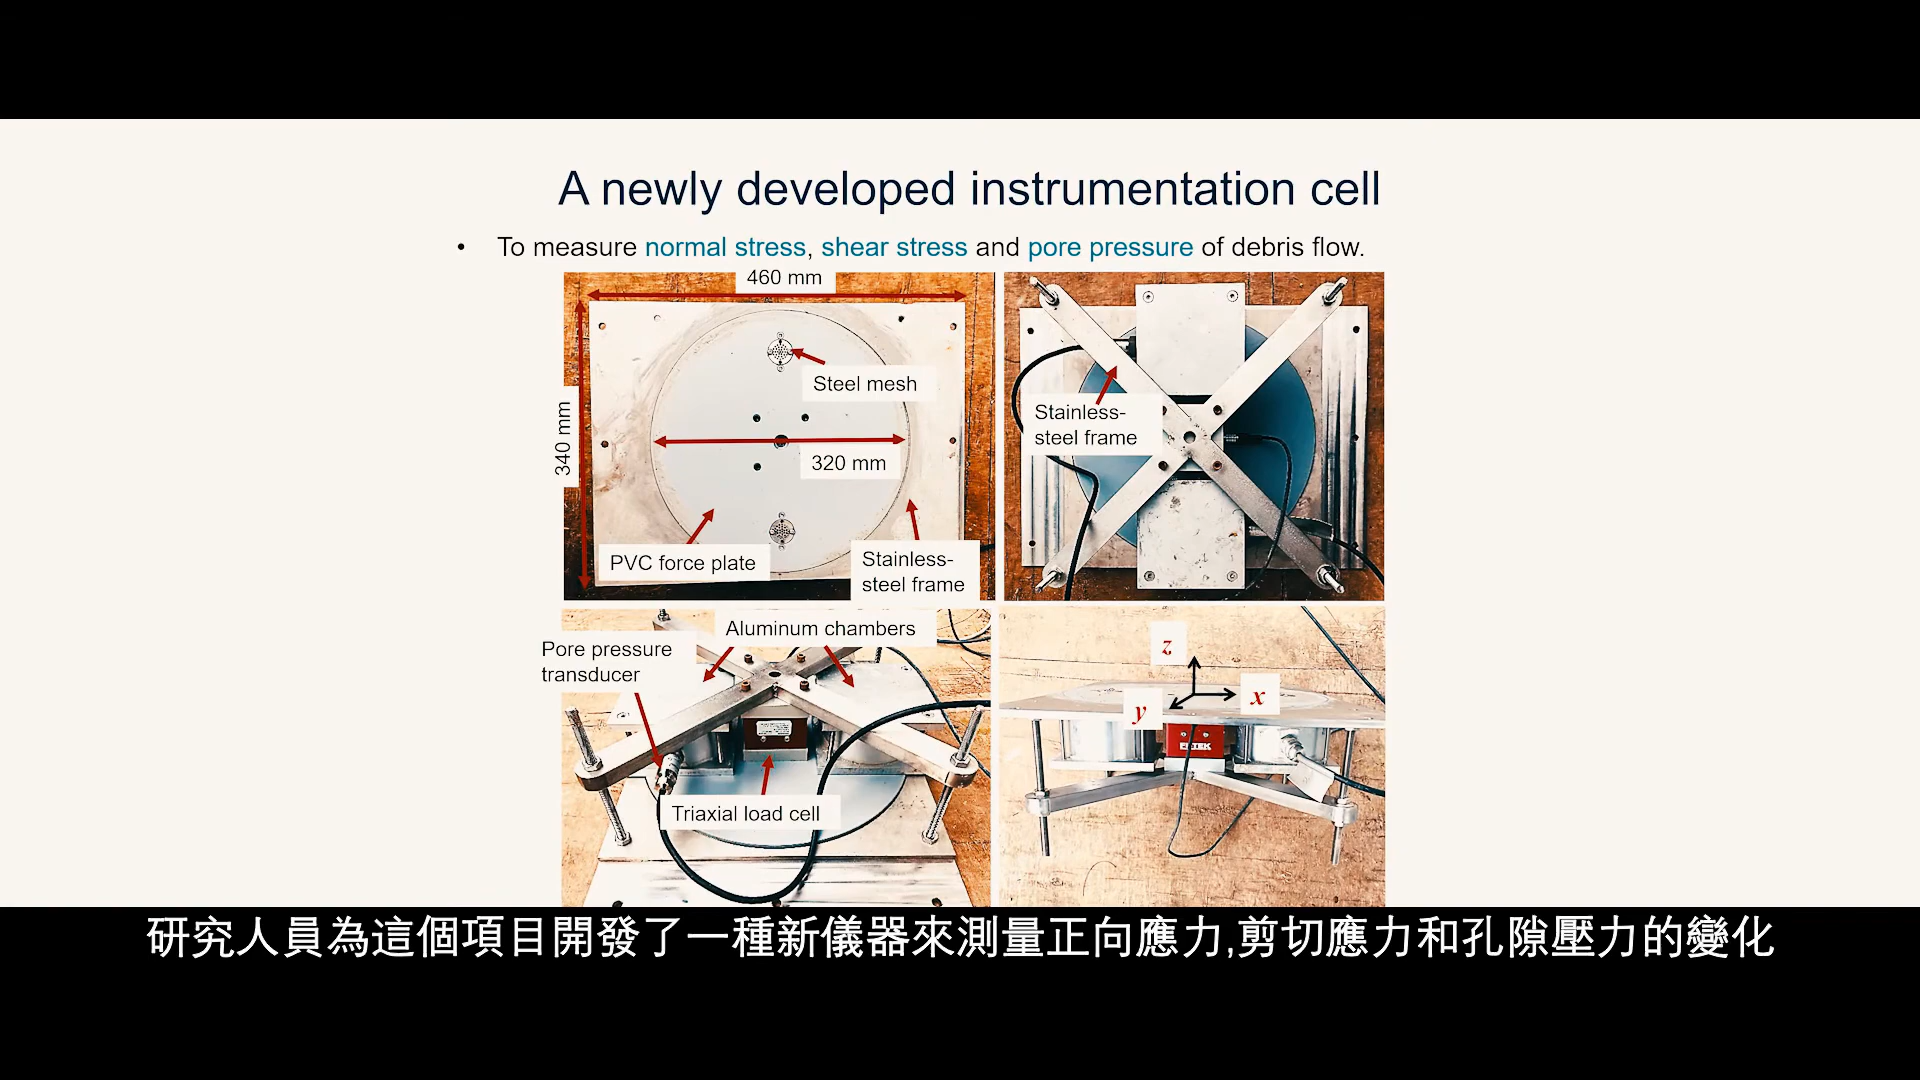 A newly developed instrumentation cell
• To measure normal stress, shear stress and pore pressure of debris flow.
460 mm
340 mm
Steel mesh
320 mm
PVC force plate
Stainless-
steel frame
Stainless-
steel frame
Pore pressure
transducer
Aluminum chambers
Triaxial load cell
z
y
x
研究人員為這個項目開發了一種新儀器來測量正向應力,剪切應力和孔隙壓力的變化